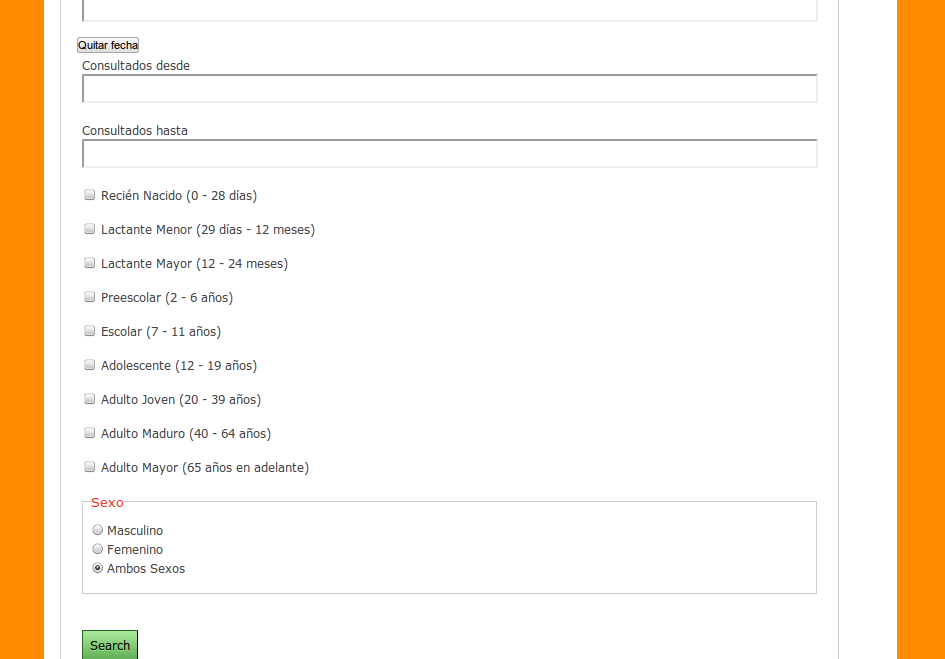 Quitar fecha
Consultados desde
Consultados hasta
Recién Nacido (0 - 28 días)
Lactante Menor (29 días - 12 meses)
Lactante Mayor (12 - 24 meses)
Preescolar (2 - 6 años)
Escolar (7 - 11 años)
Adolescente (12 - 19 años)
Adulto Joven (20 - 39 años)
Adulto Maduro (40 - 64 años)
Adulto Mayor (65 años en adelante)
Sexo
Masculino
Femenino
Ambos Sexos
Search